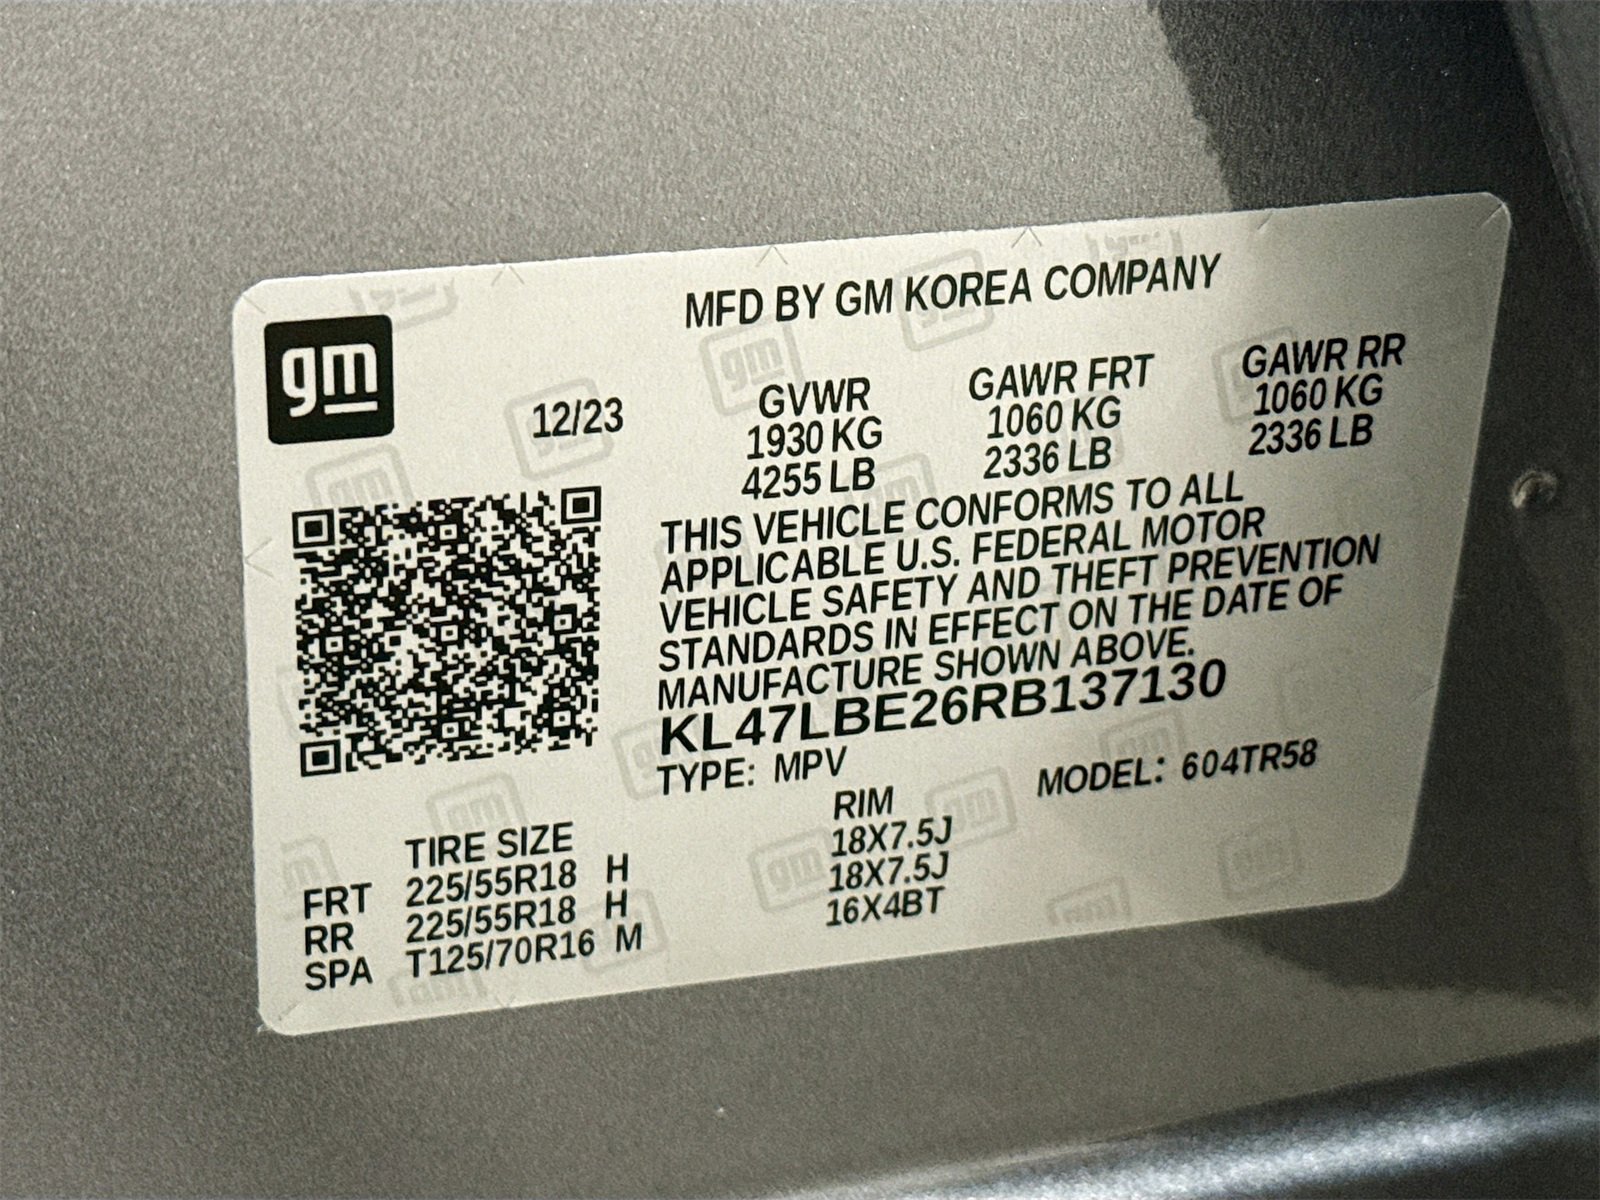 MFD BY GM KOREA COMPANY
gm
12/23
GVWR GAWR FRT GAWR RR
1930 KG 1060 KG 1060 KG
4255 LB 2336 LB 2336 LB
THIS VEHICLE CONFORMS TO ALL
APPLICABLE U.S. FEDERAL MOTOR
VEHICLE SAFETY AND THEFT PREVENTION
STANDARDS IN EFFECT ON THE DATE OF
MANUFACTURE SHOWN ABOVE.
KL47LBE26RB137130
TYPE: MPV MODEL: 604TR58
TIRE SIZE RIM
FRT 225/55R18 H 18X7.5J
RR 225/55R18 H 18X7.5J
SPA T125/70R16 M 16X4BT